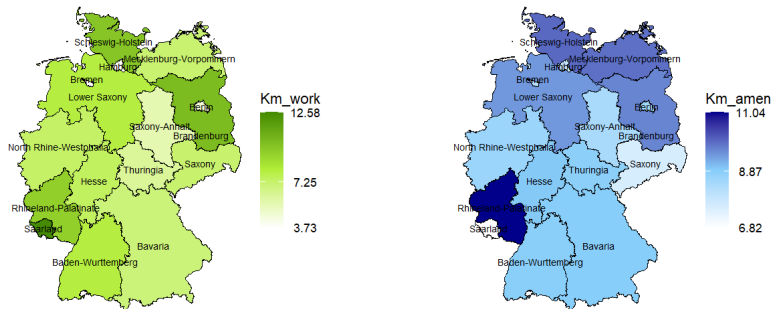 Schleswig-Holstein
Mecklenburg-Vorpommern
Hamburg
Bremen
Lower Saxony
Berlin
Saxony-Anhalt
Brandenburg
North Rhine-Westphalia
Saxony
Thuringia
Hesse
Rhineland-Palatinate
Saarland
Bavaria
Baden-Wurttemberg
Km_work
12.58
7.25
3.73
Schleswig-Holstein
Mecklenburg-Vorpommern
Hamburg
Bremen
Lower Saxony
Berlin
Saxony-Anhalt
Brandenburg
North Rhine-Westphalia
Saxony
Thuringia
Hesse
Rhineland-Palatinate
Saarland
Bavaria
Baden-Wurttemberg
Km_amen
11.04
8.87
6.82